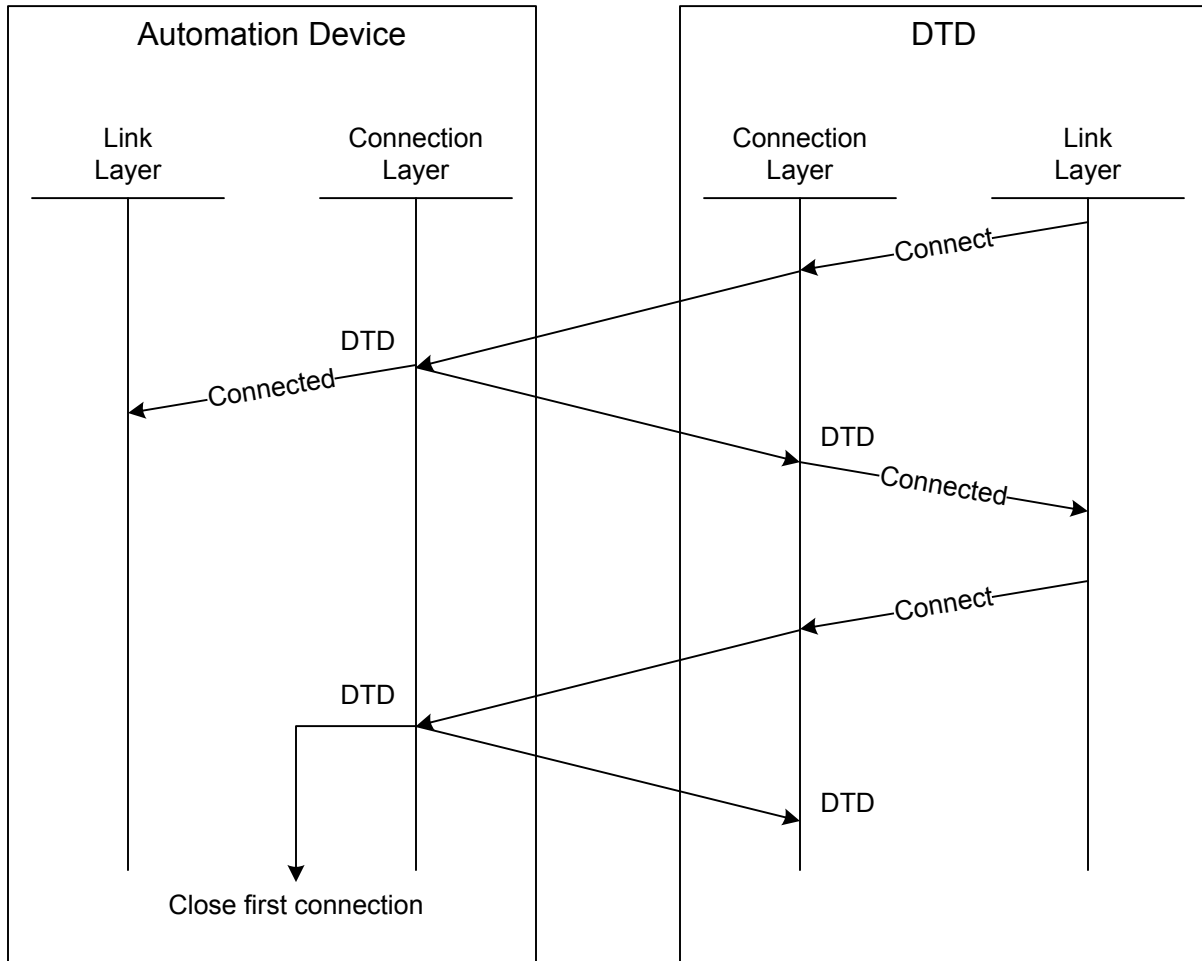 Automation Device
DTD
Link
Layer
Connection
Layer
Connection
Layer
Link
Layer
Connect
DTD
Connected
DTD
Connected
Connect
DTD
DTD
Close first connection